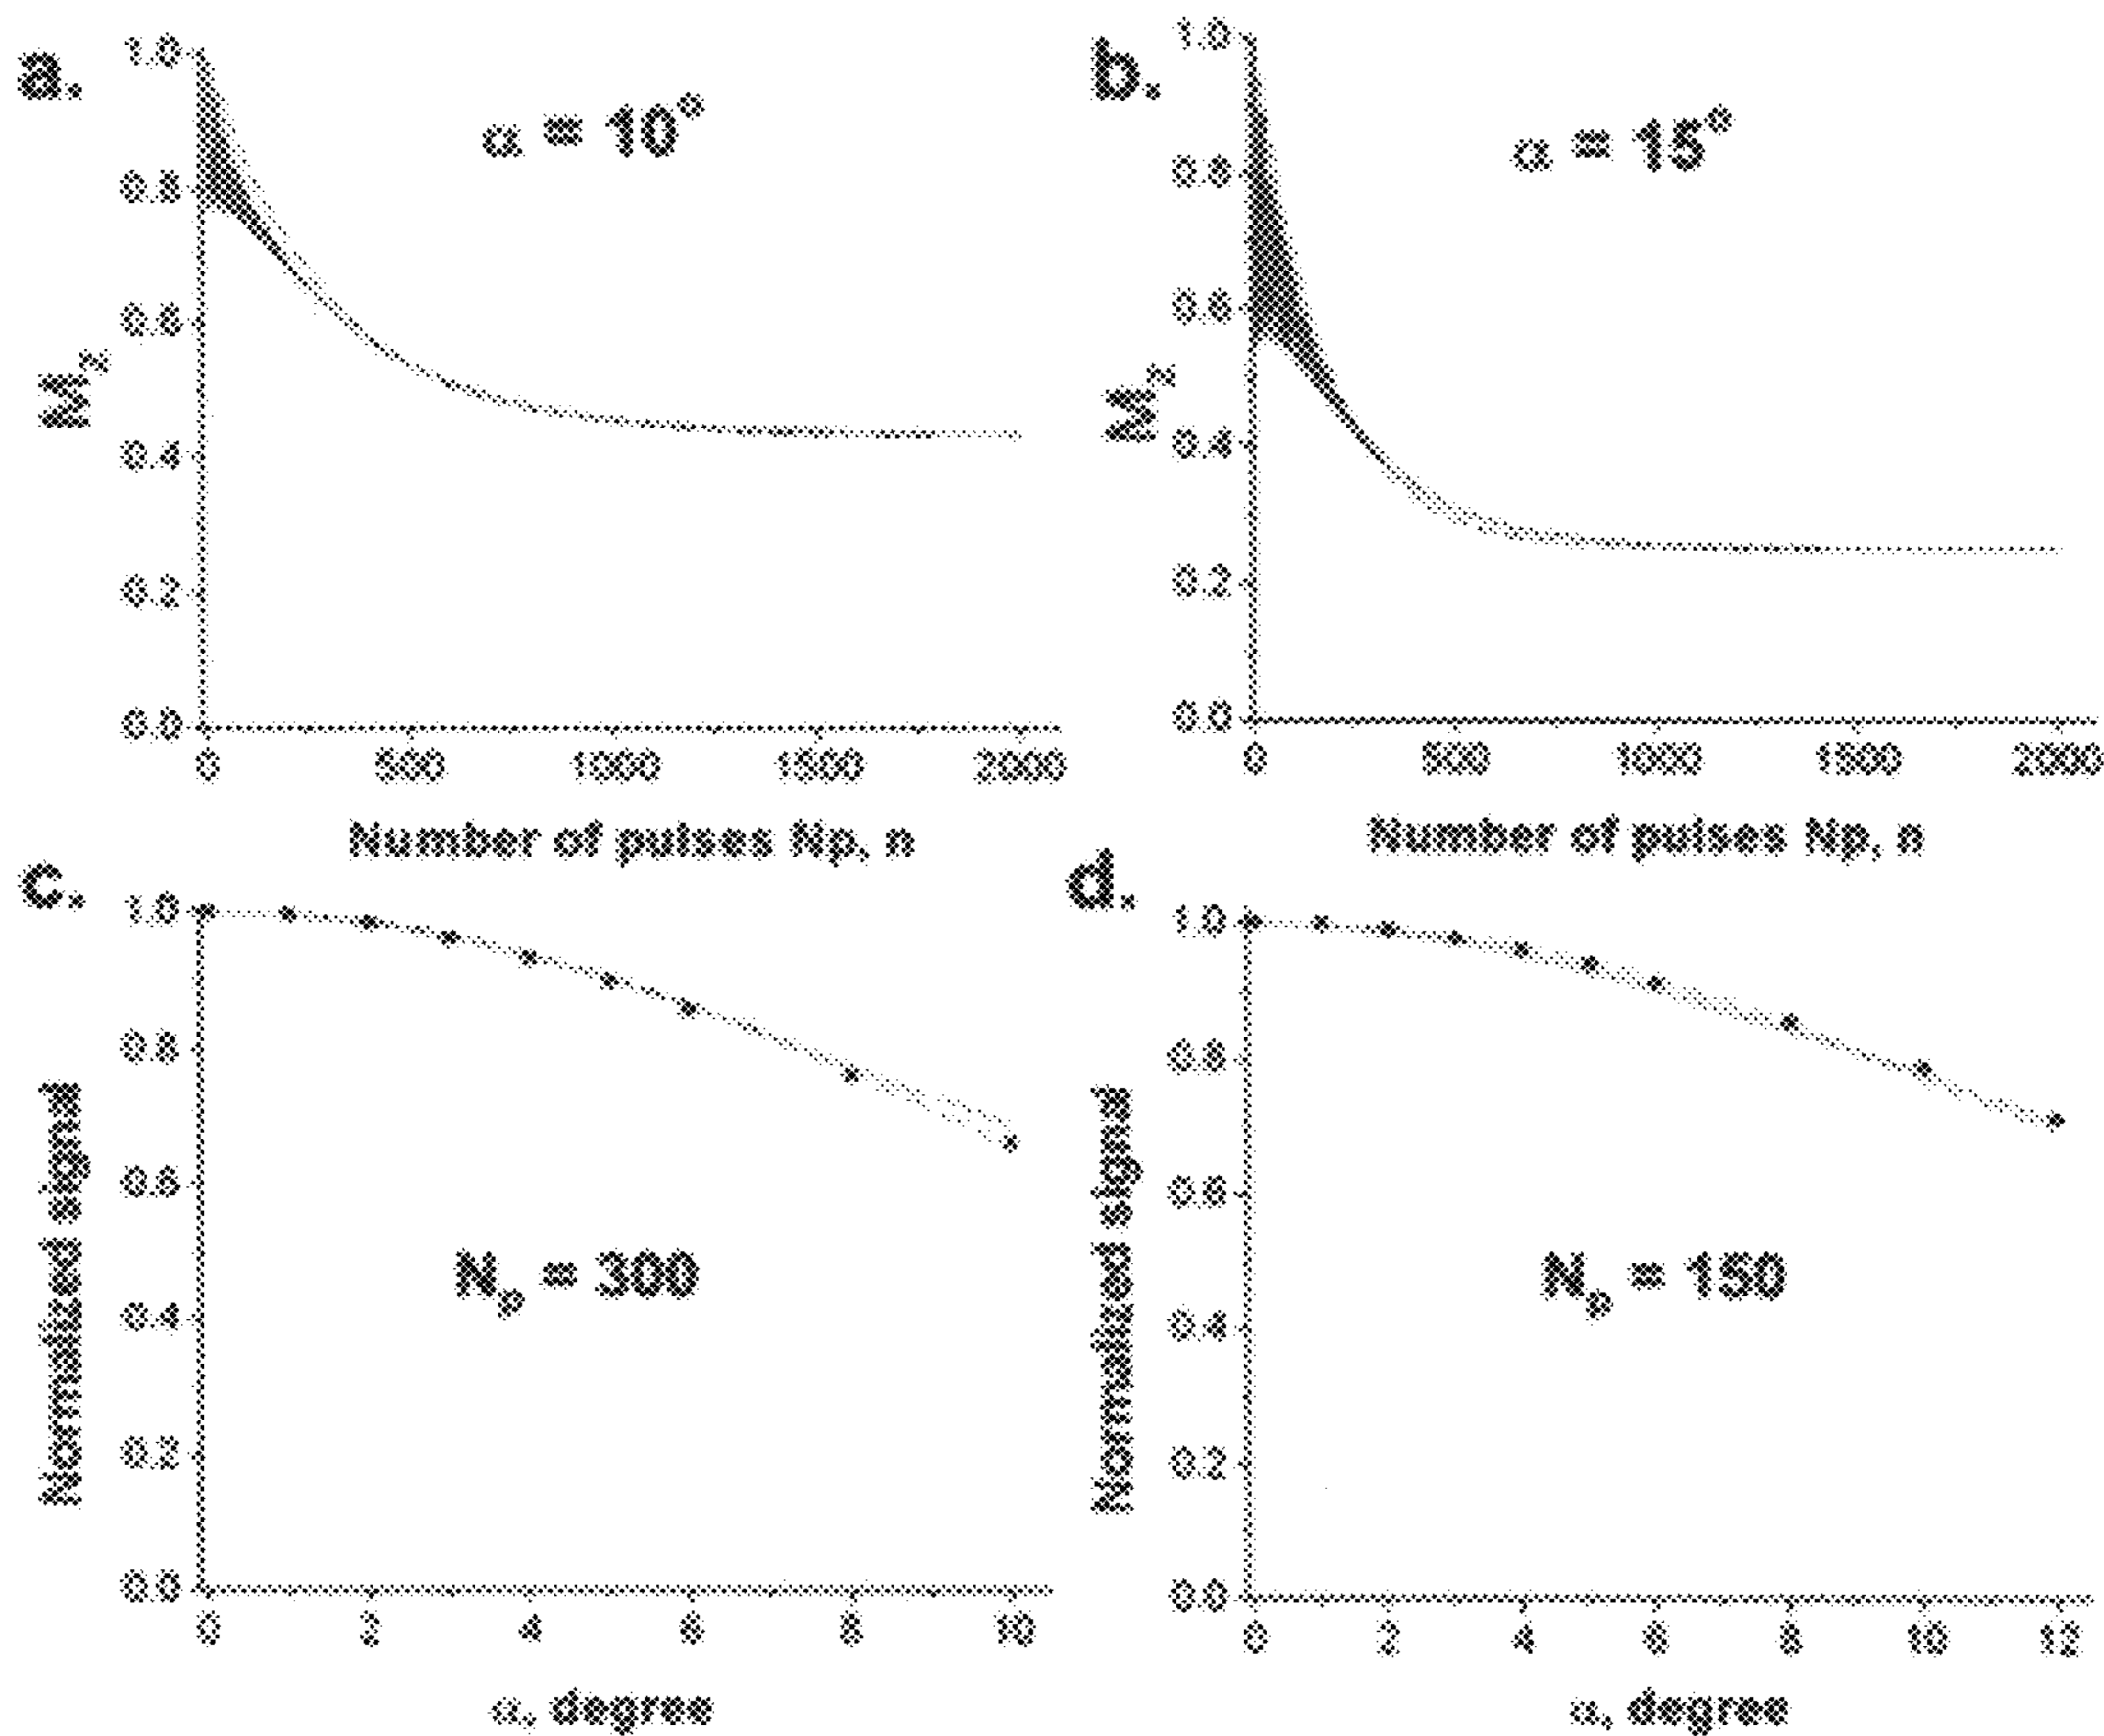 a.
α = 10°
1.0
0.8
0.6
0.4
0.2
0.0
Mz
0 500 1000 1500 2000
Number of pulses Np, n
b.
α = 15°
1.0
0.8
0.6
0.4
0.2
0.0
Mz
0 500 1000 1500 2000
Number of pulses Np, n
c.
1.0
0.8
0.6
0.4
0.2
0.0
Normalized signal
Np = 300
0 2 4 6 8 10
α, degree
d.
1.0
0.8
0.6
0.4
0.2
0.0
Normalized signal
Np = 150
0 2 4 6 8 10 12
α, degree